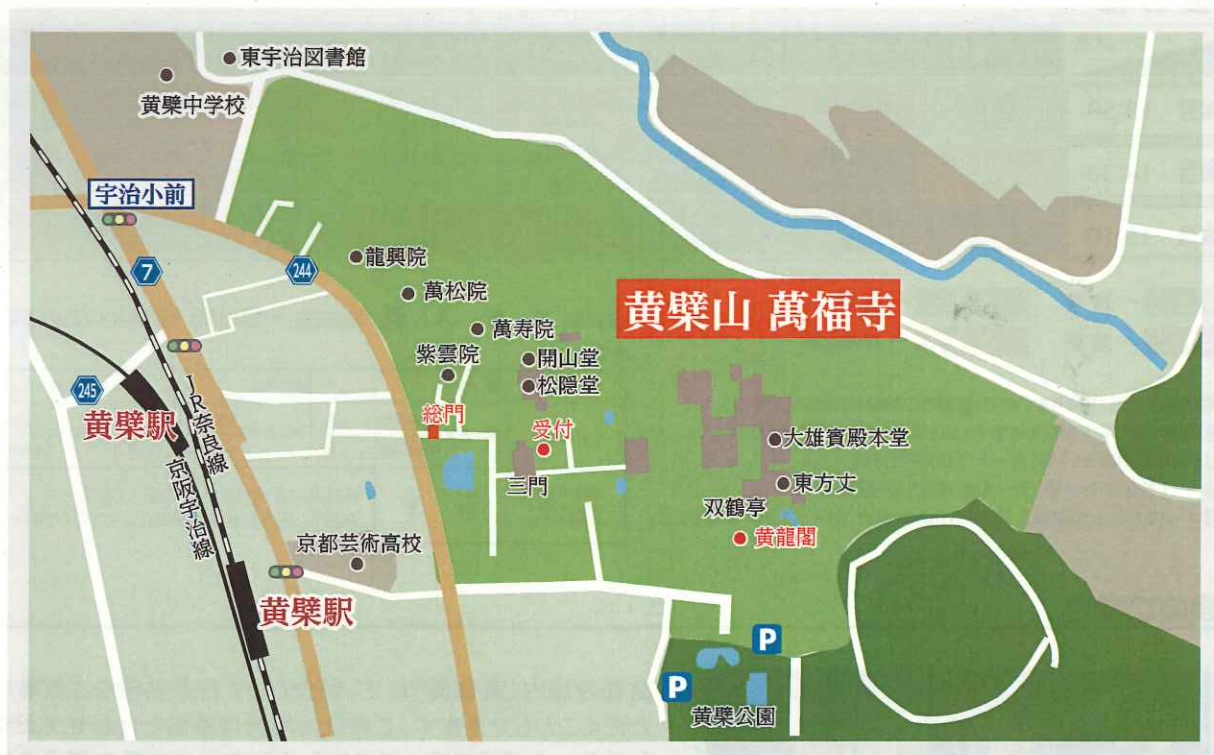 東宇治図書館
黄檗中学校
宇治小前
7
244
龍興院
萬松院
黄檗山 萬福寺
萬寿院
紫雲院
開山堂
松隠堂
245
黄檗駅
JR奈良線
京阪宇治線
総門
受付
三門
大雄賓殿本堂
東方丈
双鶴亭
黄龍閣
京都芸術高校
黄檗駅
P
P
黄檗公園